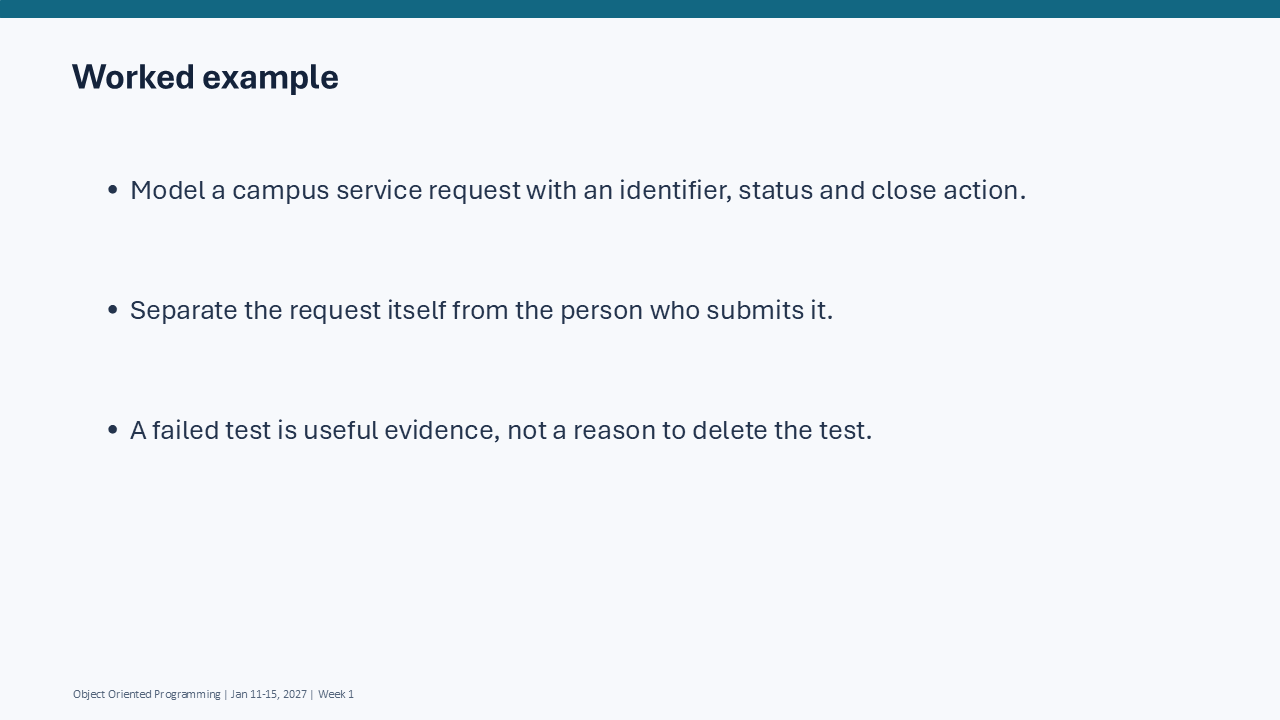 Worked example
• Model a campus service request with an identifier, status and close action.
• Separate the request itself from the person who submits it.
• A failed test is useful evidence, not a reason to delete the test.
Object Oriented Programming | Jan 11-15, 2027 | Week 1